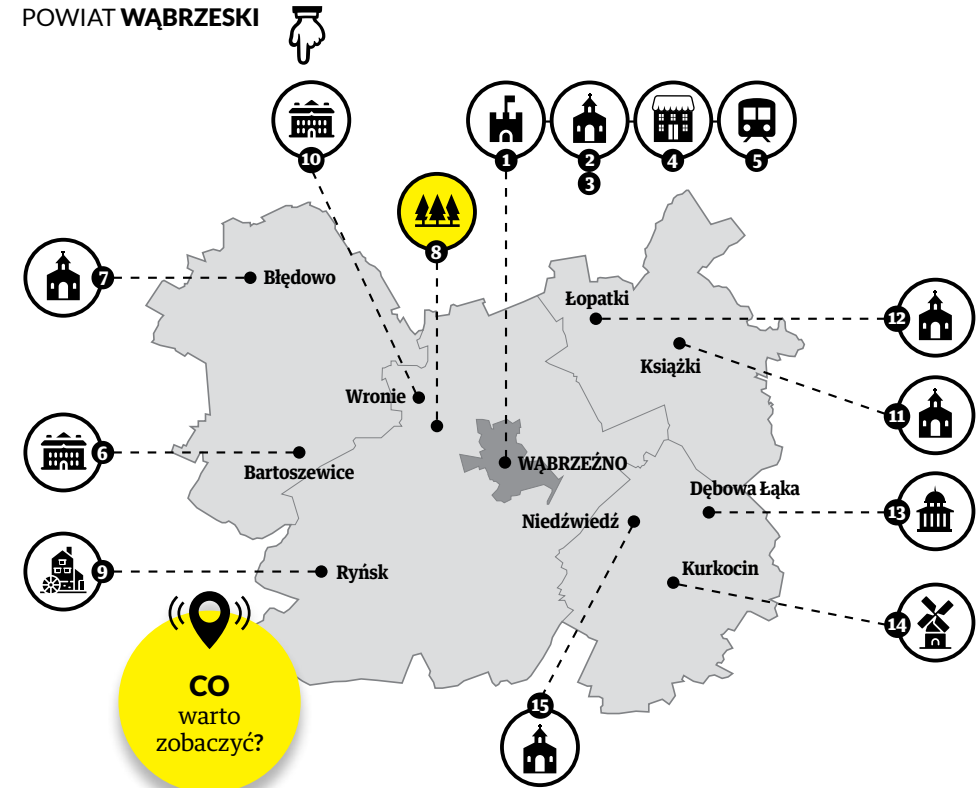 POWIAT WĄBRZESKI
10
1
2
3
4
5
8
7
Błędowo
Łopatki
12
Książki
Wronie
11
6
Bartoszewice
WĄBRZEŹNO
Dębowa Łąka
13
Niedźwiedź
9
Ryńsk
Kurkocin
14
CO
warto
zobaczyć?
15